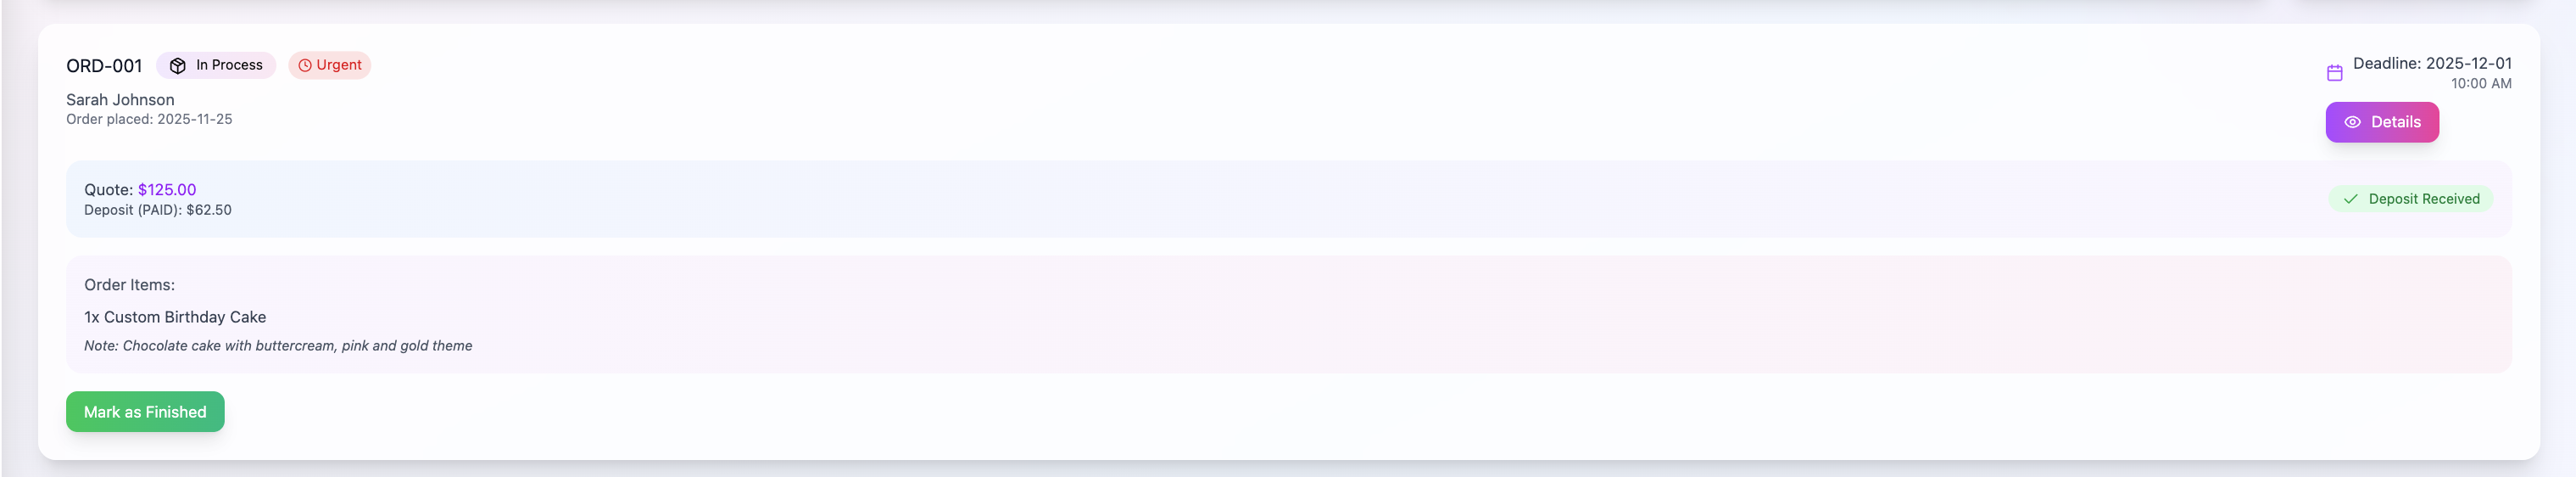 ORD-001 In Process Urgent
Sarah Johnson
Order placed: 2025-11-25
Deadline: 2025-12-01
10:00 AM
Details
Quote: $125.00
Deposit (PAID): $62.50
Deposit Received
Order Items:
1x Custom Birthday Cake
Note: Chocolate cake with buttercream, pink and gold theme
Mark as Finished